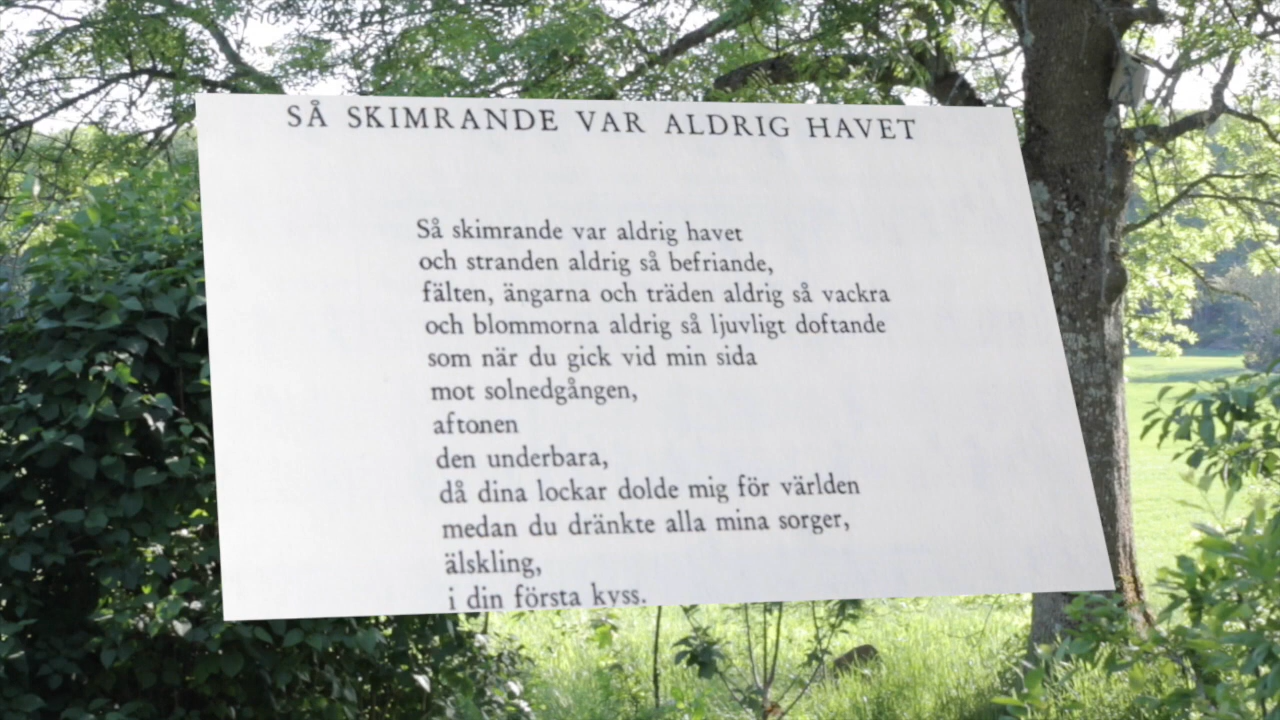 SÅ SKIMRANDE VAR ALDRIG HAVET
Så skimrande var aldrig havet
och stranden aldrig så befriande,
fälten, ängarna och träden aldrig så vackra
och blommorna aldrig så ljuvligt doftande
som när du gick vid min sida
mot solnedgången,
aftonen
den underbara,
då dina lockar dolde mig för världen
medan du dränkte alla mina sorger,
älskling,
i din första kyss.